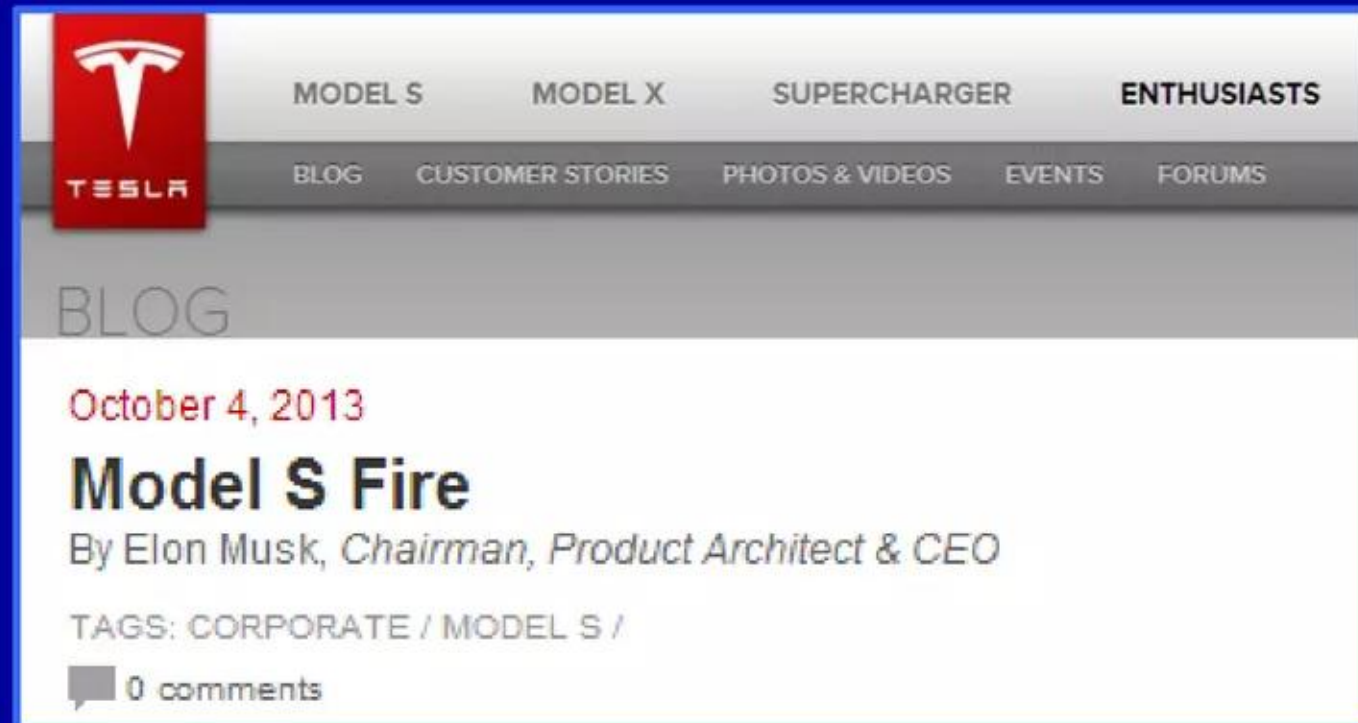 TESLA
MODEL S MODEL X SUPERCHARGER ENTHUSIASTS
BLOG CUSTOMER STORIES PHOTOS & VIDEOS EVENTS FORUMS
BLOG
October 4, 2013
Model S Fire
By Elon Musk, Chairman, Product Architect & CEO
TAGS: CORPORATE / MODEL S /
0 comments